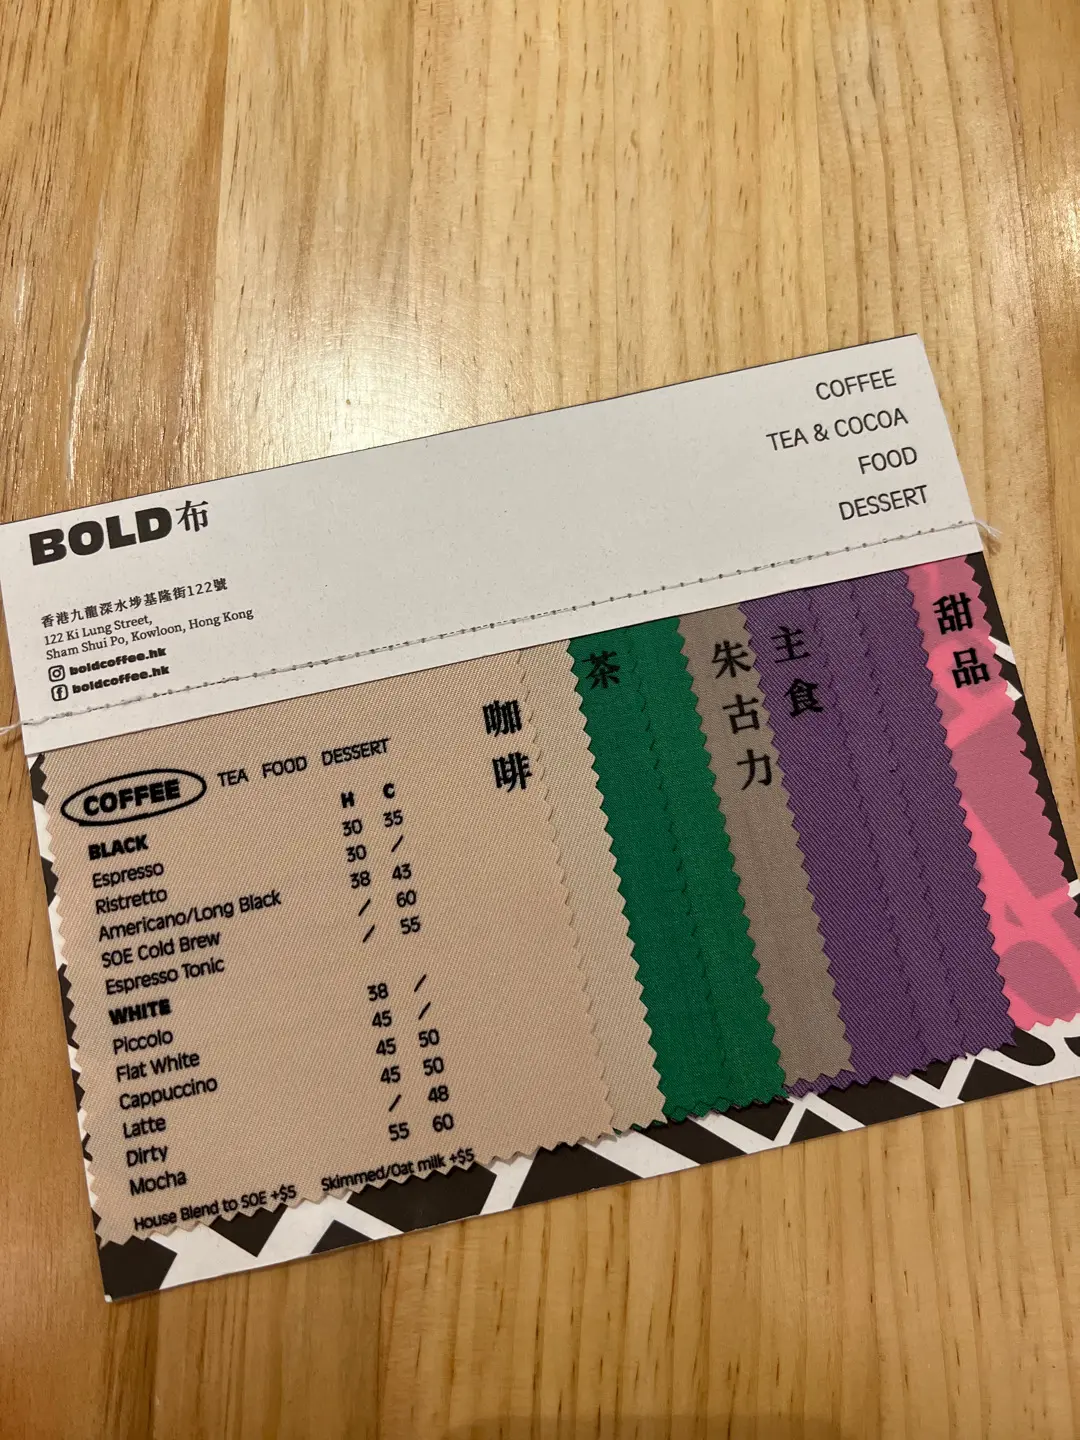 COFFEE
TEA & COCOA
FOOD
DESSERT
BOLD布
香港九龍深水埗基隆街122號
122 Ki Lung Street,
Sham Shui Po, Kowloon, Hong Kong
boldcoffee.hk
boldcoffee.hk
COFFEE TEA FOOD DESSERT
BLACK H C
Espresso 30 35
Ristretto 30 /
Americano/Long Black 38 43
SOE Cold Brew / 60
Espresso Tonic / 55
WHITE
Piccolo 38 /
Flat White 45 /
Cappuccino 45 50
Latte 45 50
Dirty / 48
Mocha 55 60
House Blend to SOE +$5 Skimmed/Oat milk +$5
咖啡
茶
朱古力
主食
甜品